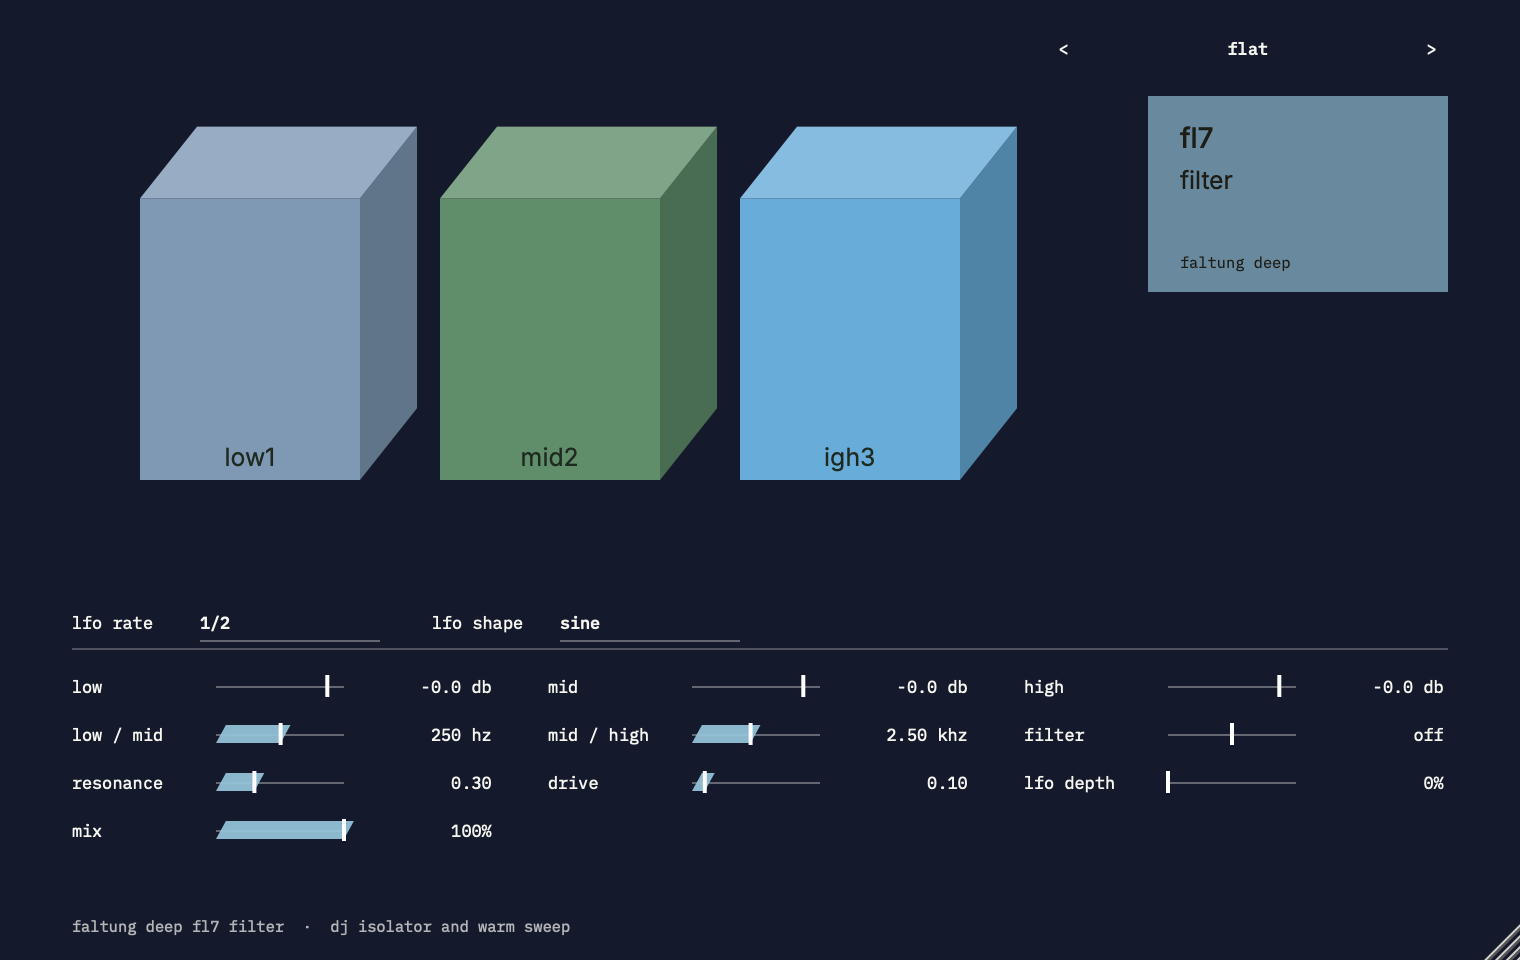 < flat >
fl7
filter
faltung deep
low1 mid2 igh3
lfo rate 1/2 lfo shape sine
low -0.0 db mid -0.0 db high -0.0 db
low / mid 250 hz mid / high 2.50 khz filter off
resonance 0.30 drive 0.10 lfo depth 0%
mix 100%
faltung deep fl7 filter · dj isolator and warm sweep